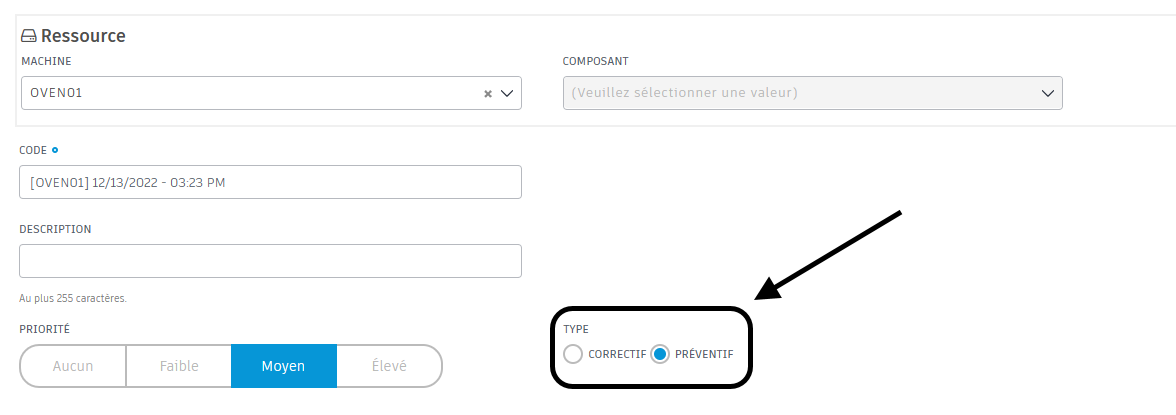 Ressource
MACHINE
COMPOSANT
OVEN01
(Veuillez sélectionner une valeur)
CODE
[OVEN01] 12/13/2022 - 03:23 PM
DESCRIPTION
Au plus 255 caractères.
PRIORITÉ
TYPE
CORRECTIF PRÉVENTIF
Aucun Faible Moyen Élevé